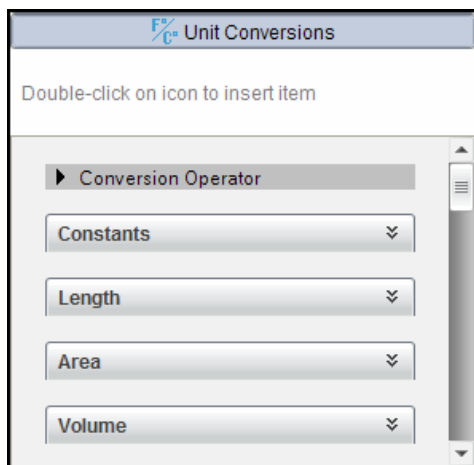 F°/C° Unit Conversions
Double-click on icon to insert item
Conversion Operator
Constants
Length
Area
Volume